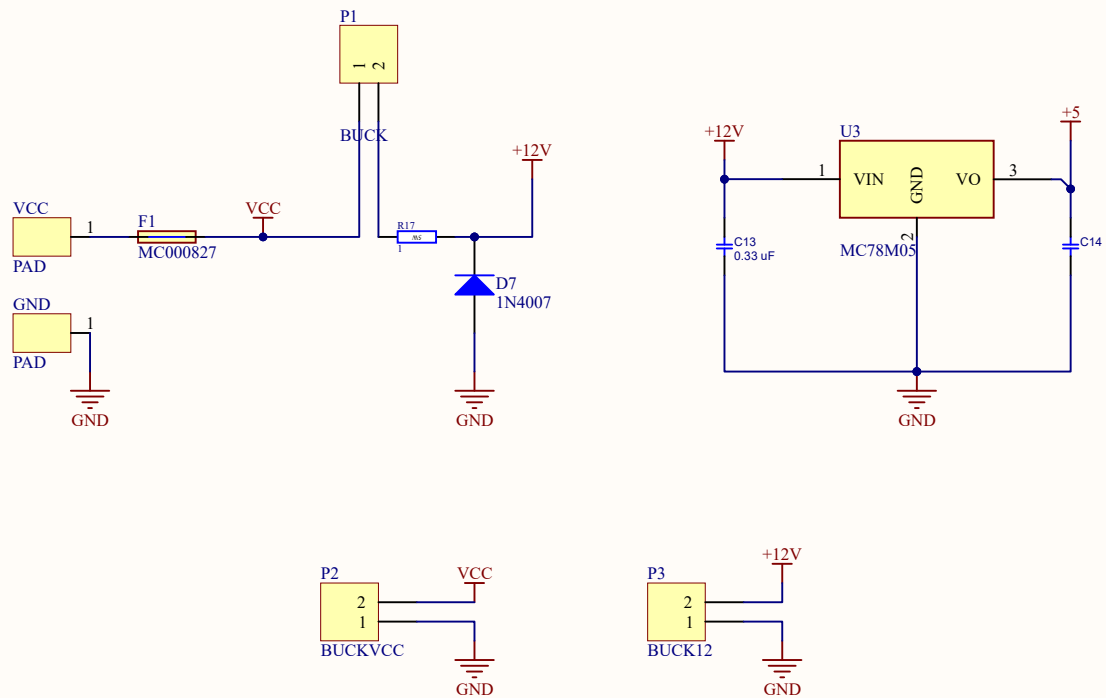 P1
1 2
BUCK
VCC
1
PAD
F1
MC000827
VCC
R17
1
+12V
D7
1N4007
GND
GND
1
PAD
GND
+12V
U3
+5
1
VIN
GND
VO
3
2
MC78M05
C13
0.33 uF
C14
GND
P2
VCC
2
1
BUCKVCC
GND
P3
+12V
2
1
BUCK12
GND